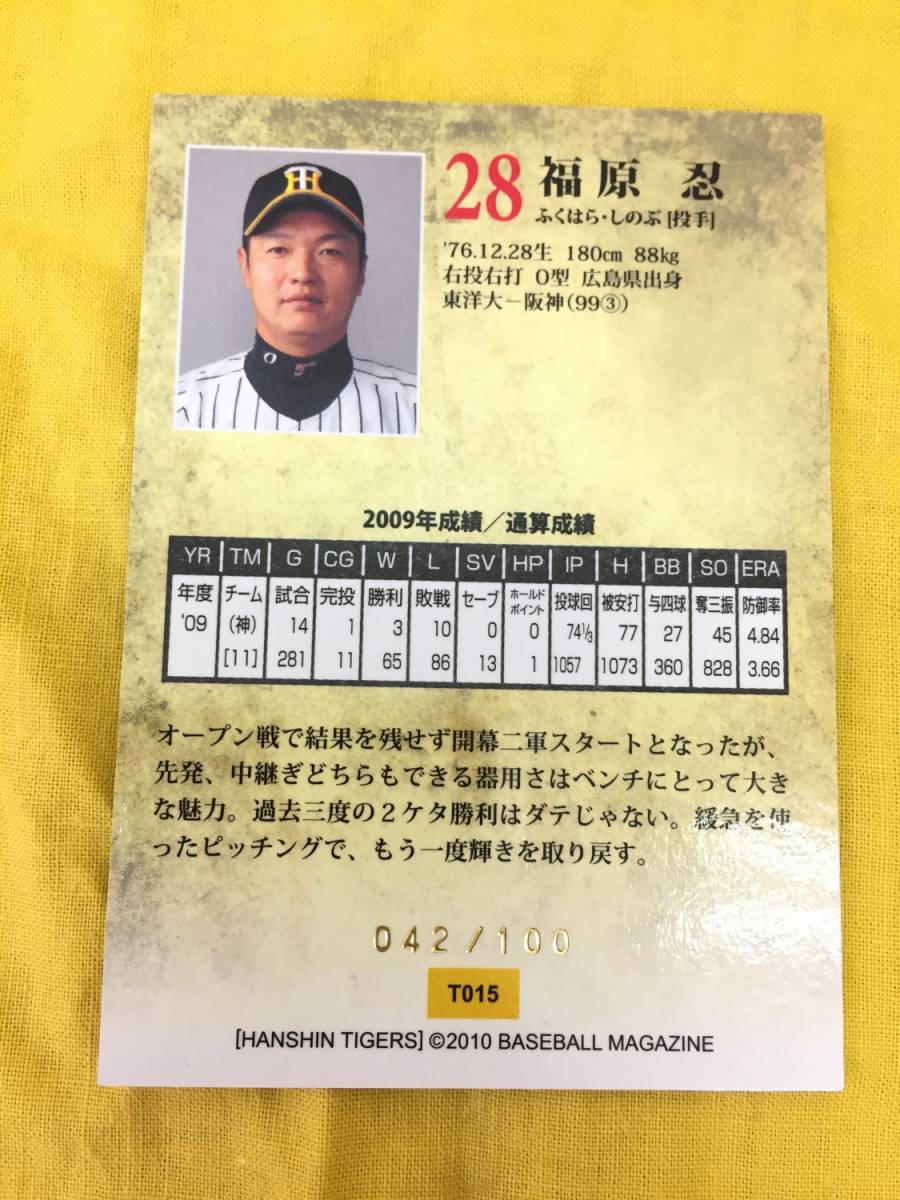 28 福原 忍
ふくはら・しのぶ [投手]
'76.12.28生 180㎝ 88㎏
右投右打 O型 広島県出身
東洋大－阪神(99③)
2009年成績／通算成績
YR TM G CG W L SV HP IP H BB SO ERA
年度 チーム 試合 完投 勝利 敗戦 セーブ ホールドポイント 投球回 被安打 与四球 奪三振 防御率
'09 (神) 14 1 3 10 0 0 74⅓ 77 27 45 4.84
[11] 281 11 65 86 13 1 1057 1073 360 828 3.66
オープン戦で結果を残せず開幕二軍スタートとなったが、
先発、中継ぎどちらもできる器用さはベンチにとって大き
な魅力。過去三度の２ケタ勝利はダテじゃない。緩急を使
ったピッチングで、もう一度輝きを取り戻す。
042/100
T015
[HANSHIN TIGERS] ©2010 BASEBALL MAGAZINE